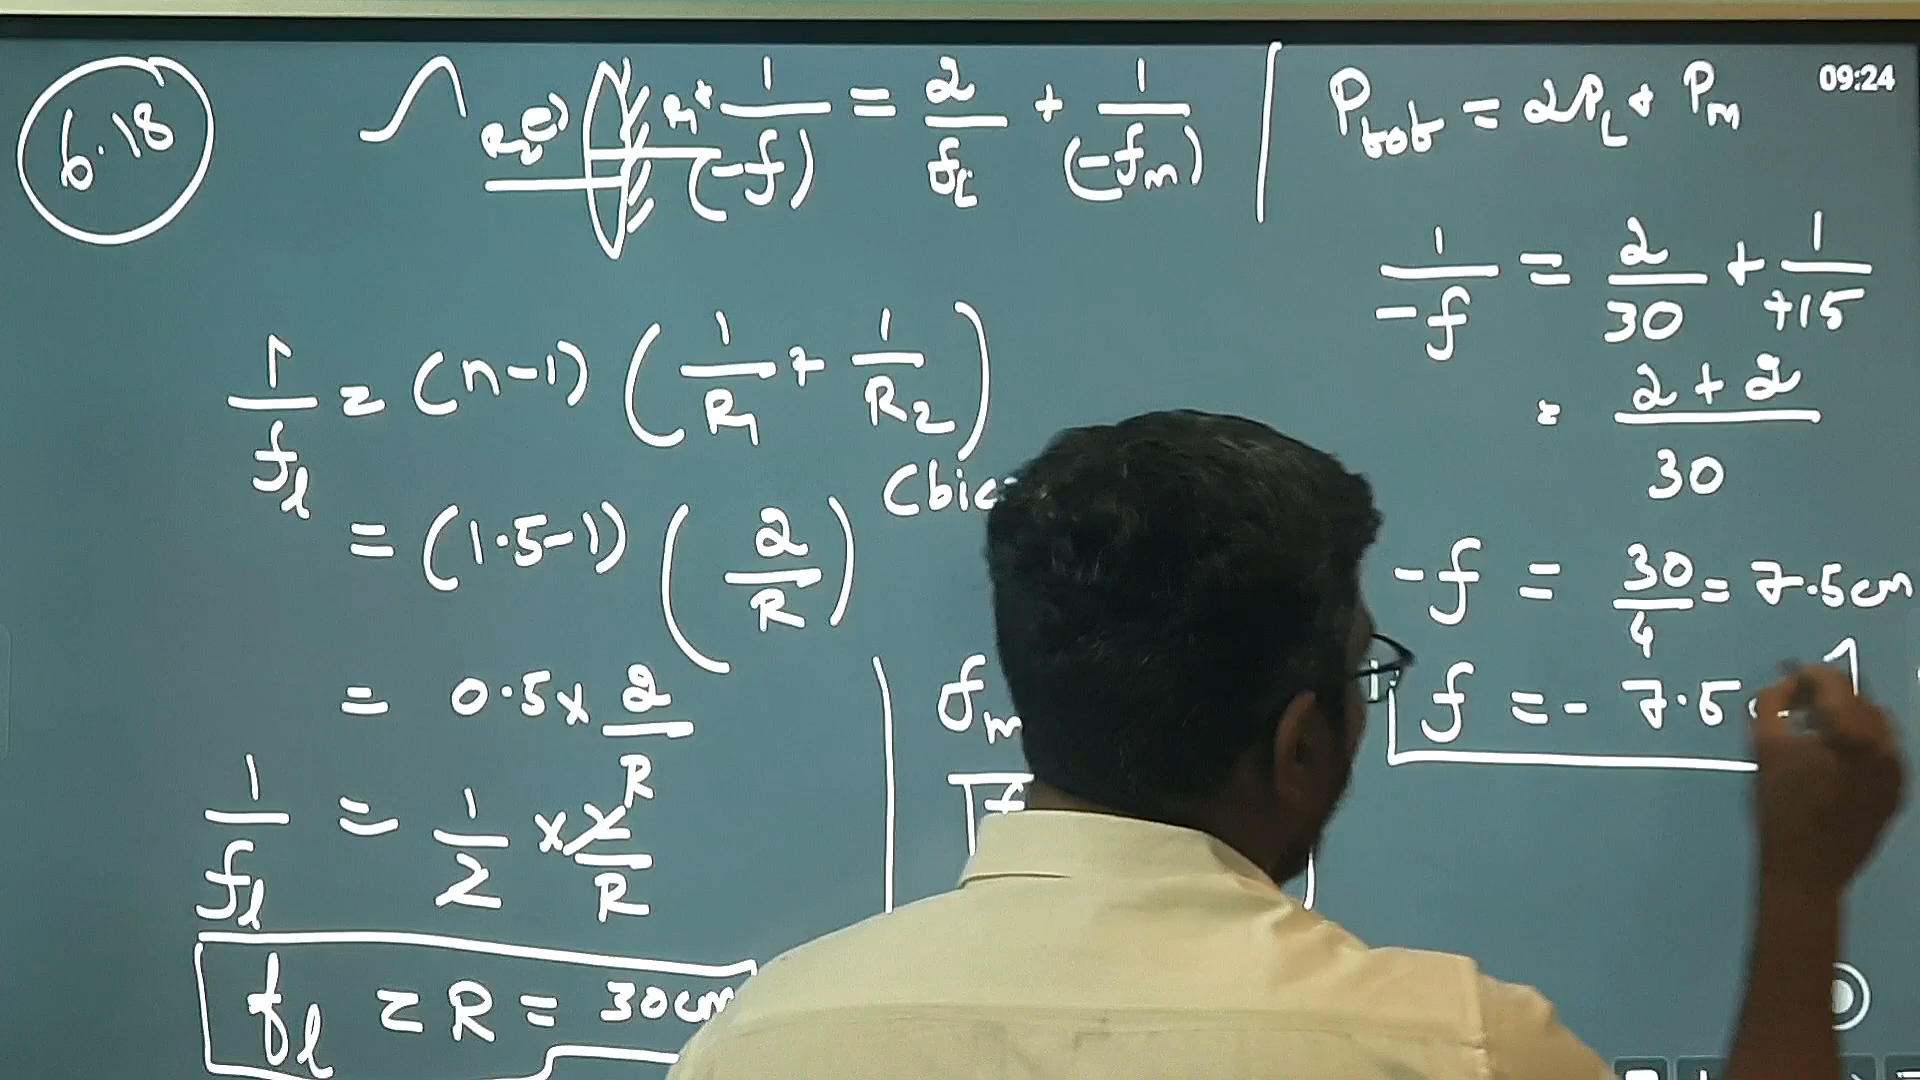 6.18
1/(-f) = 2/fL + 1/(-fm)
1/fl = (n-1) (1/R1 + 1/R2)
= (1.5-1) (2/R)
= 0.5 x 2/R
1/fl = 1/2 x 2/R
fl = R = 30cm
fm
Ptot = 2PL + Pm
09:24
1/-f = 2/30 + 1/+15
= 2+2/30
-f = 30/4 = 7.5cm
f = - 7.5